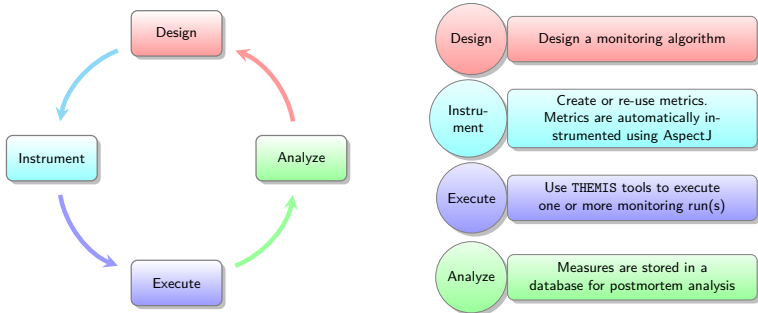 Design
Instrument
Analyze
Execute
Design
Design a monitoring algorithm
Instru-
ment
Create or re-use metrics.
Metrics are automatically in-
strumented using AspectJ
Execute
Use THEMIS tools to execute
one or more monitoring run(s)
Analyze
Measures are stored in a
database for postmortem analysis